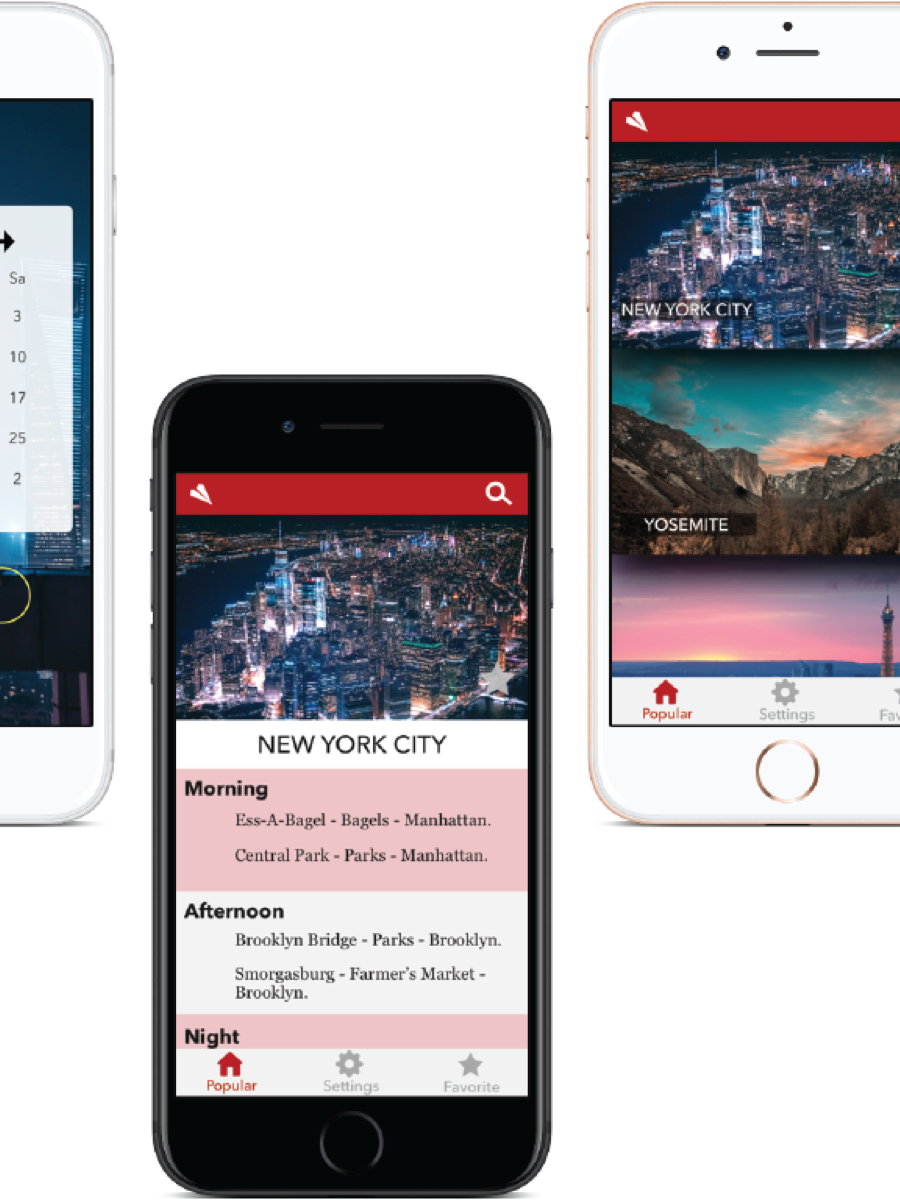 Sa
3
10
17
25
2
NEW YORK CITY
Morning
Ess-A-Bagel - Bagels - Manhattan.
Central Park - Parks - Manhattan.
Afternoon
Brooklyn Bridge - Parks - Brooklyn.
Smorgasburg - Farmer's Market -
Brooklyn.
Night
Popular Settings Favorite
NEW YORK CITY
YOSEMITE
Popular Settings Fav